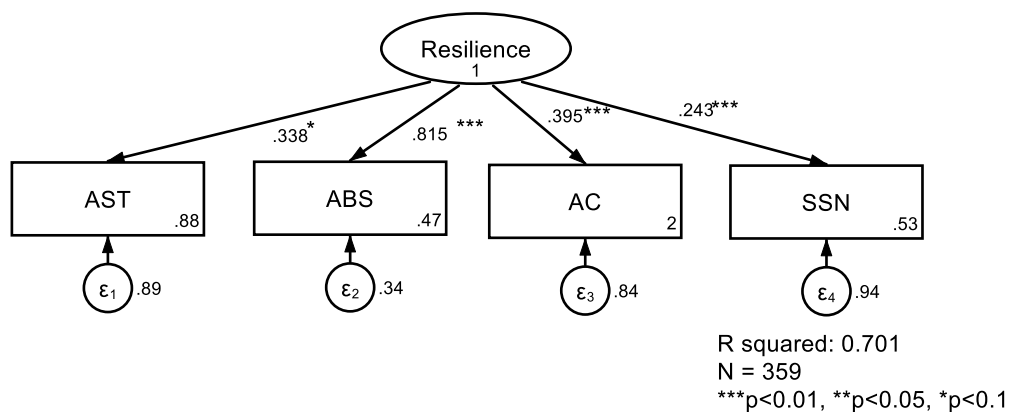 Resilience
1
.338*
.815 ***
.395***
.243***
AST
.88
ABS
.47
AC
2
SSN
.53
ε1 .89
ε2 .34
ε3 .84
ε4 .94
R squared: 0.701
N = 359
***p<0.01, **p<0.05, *p<0.1